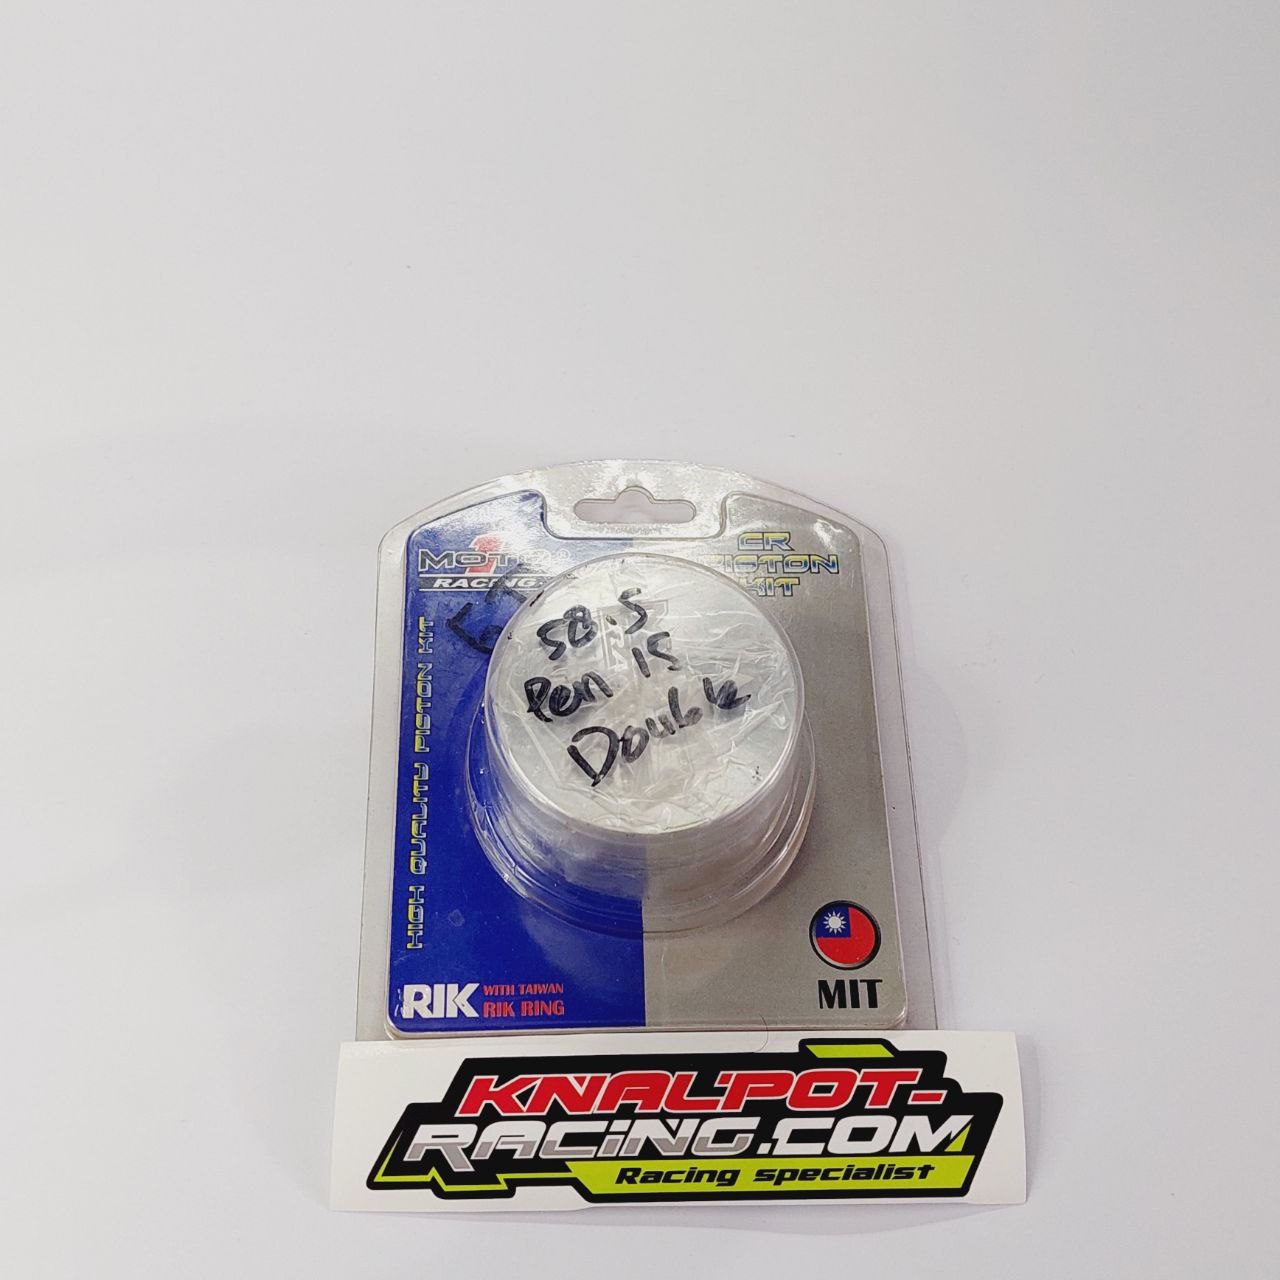 MOTO 1®
RACING
CR
PISTON
KIT
58.5
Pen 15
Double
HIGH QUALITY PISTON KIT
RIK WITH TAIWAN
RIK RING
MIT
KNALPOT-
RACING.COM
Racing specialist